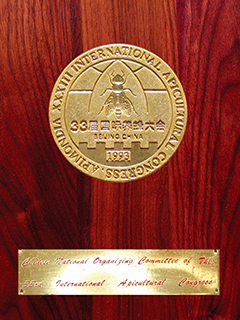 APIMONDIA XXXIII INTERNATIONAL APICULTURAL CONGRESS
33届国际养蜂大会
BEIJING CHINA
1993
Chinese National Organizing Committee of The
33rd International Apicultural Congress